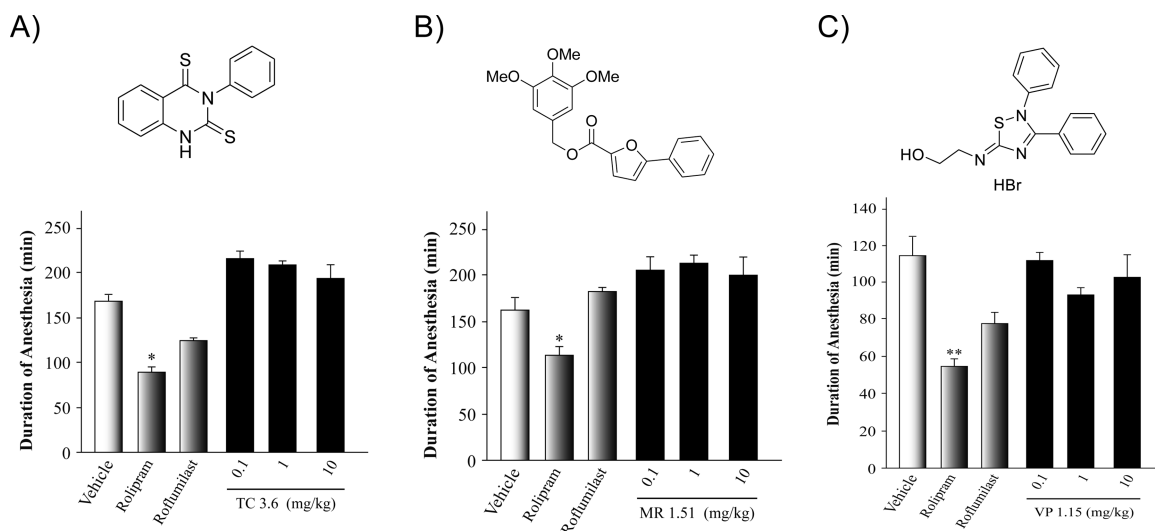 A)
S
N
N
H
S
Duration of Anesthesia (min)
250
200
150
100
50
0
*
Vehicle
Rolipram
Roflumilast
0.1
1
10
TC 3.6 (mg/kg)
B)
OMe
MeO
OMe
O
O
O
Duration of Anesthesia (min)
250
200
150
100
50
0
*
Vehicle
Rolipram
Roflumilast
0.1
1
10
MR 1.51 (mg/kg)
C)
N
S
N
N
HO
HBr
Duration of Anesthesia (min)
140
120
100
80
60
40
20
0
**
Vehicle
Rolipram
Roflumilast
0.1
1
10
VP 1.15 (mg/kg)